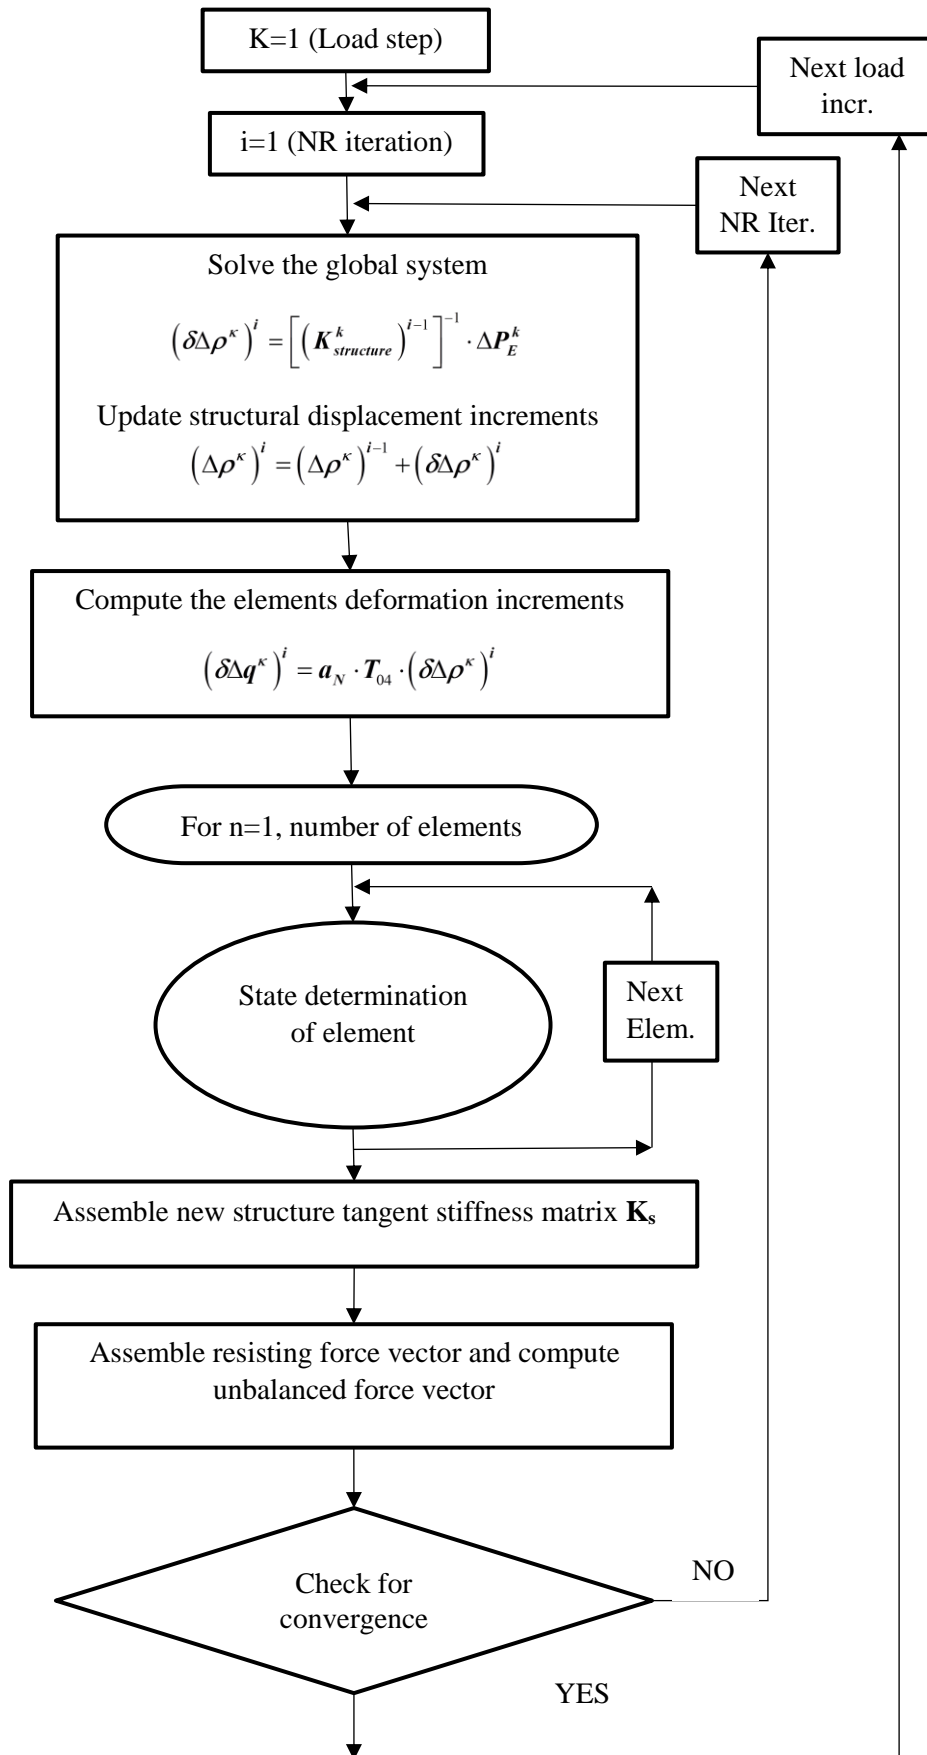 K=1 (Load step)
Next load
incr.
i=1 (NR iteration)
Next
NR Iter.
Solve the global system
(δΔρ^κ)^i = [(K^k_structure)^{i-1}]^{-1} · ΔP^k_E
Update structural displacement increments
(Δρ^κ)^i = (Δρ^κ)^{i-1} + (δΔρ^κ)^i
Compute the elements deformation increments
(δΔq^κ)^i = a_N · T_04 · (δΔρ^κ)^i
For n=1, number of elements
State determination
of element
Next
Elem.
Assemble new structure tangent stiffness matrix K_s
Assemble resisting force vector and compute
unbalanced force vector
Check for
convergence
NO
YES